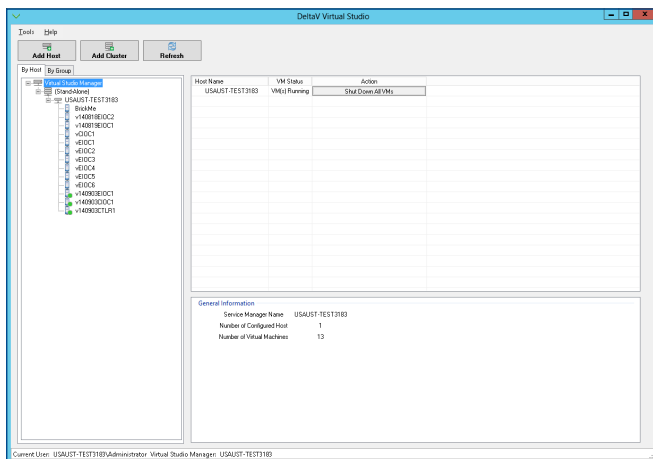 DeltaV Virtual Studio
Tools Help
Add Host Add Cluster Refresh
By Host By Group
Virtual Studio Manager
(Stand-Alone)
USAUST-TEST3183
BrickMe
v140818EIOC2
v140819EIOC1
vCIOC1
vEIOC1
vEIOC2
vEIOC3
vEIOC4
vEIOC5
vEIOC6
v140903EIOC1
v140903CIOC1
v140903CTLR1
Host Name VM Status Action
USAUST-TEST3183 VM(s) Running Shut Down All VMs
General Information
Service Manager Name USAUST-TEST3183
Number of Configured Host 1
Number of Virtual Machines 13
Current User: USAUST-TEST3183\Administrator Virtual Studio Manager: USAUST-TEST3183